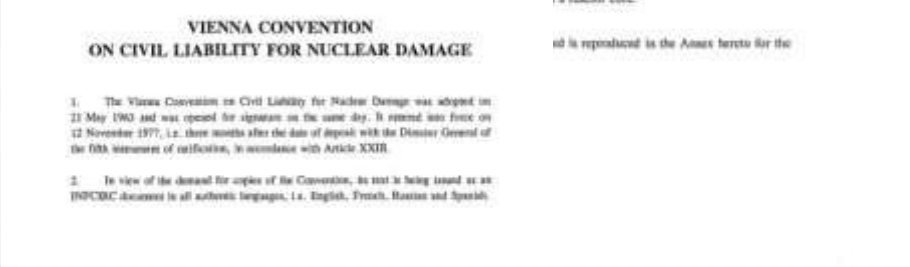 VIENNA CONVENTION
ON CIVIL LIABILITY FOR NUCLEAR DAMAGE
1. The Vienna Convention on Civil Liability for Nuclear Damage was adopted on
21 May 1963 and was opened for signature on the same day. It entered into force on
12 November 1977, i.e. three months after the date of deposit with the Director General of
the fifth instrument of ratification, in accordance with Article XXIII.
2. In view of the demand for copies of the Convention, its text is being issued as an
INFCIRC document in all authentic languages, i.e. English, French, Russian and Spanish.
is reproduced in the Annex hereto for the